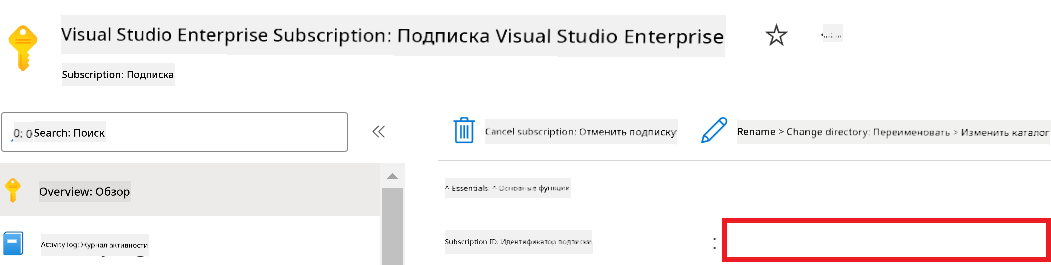 Visual Studio Enterprise Subscription: Подписка Visual Studio Enterprise
Subscription: Подписка
Search: Поиск
Cancel subscription: Отменить подписку
Rename > Change directory: Переименовать > Изменить каталог
Overview: Обзор
^ Essentials: ^ Основные функции
Activity log: Журнал активности
Subscription ID: Идентификатор подписки :